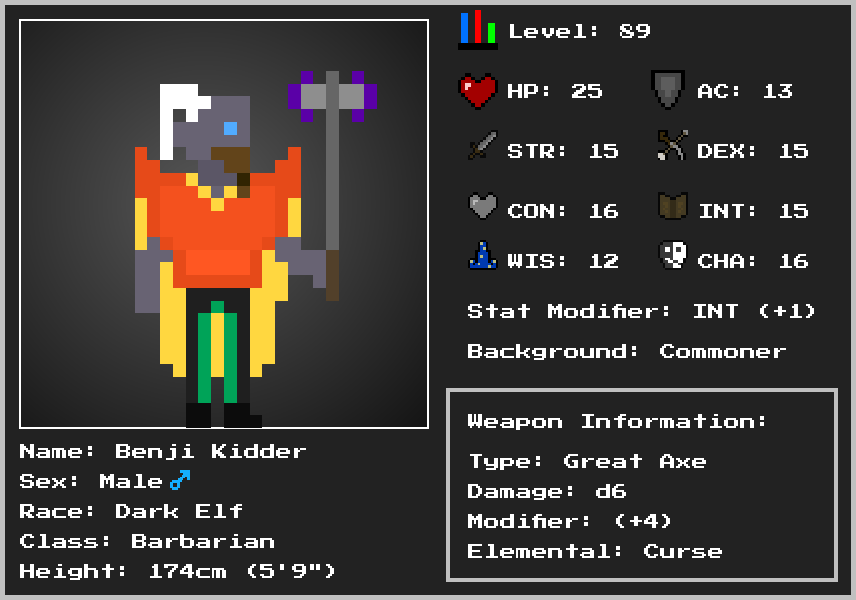 Level: 89
HP: 25
AC: 13
STR: 15
DEX: 15
CON: 16
INT: 15
WIS: 12
CHA: 16
Stat Modifier: INT (+1)
Background: Commoner
Weapon Information:
Type: Great Axe
Damage: d6
Modifier: (+4)
Elemental: Curse
Name: Benji Kidder
Sex: Male ♂
Race: Dark Elf
Class: Barbarian
Height: 174cm (5'9")